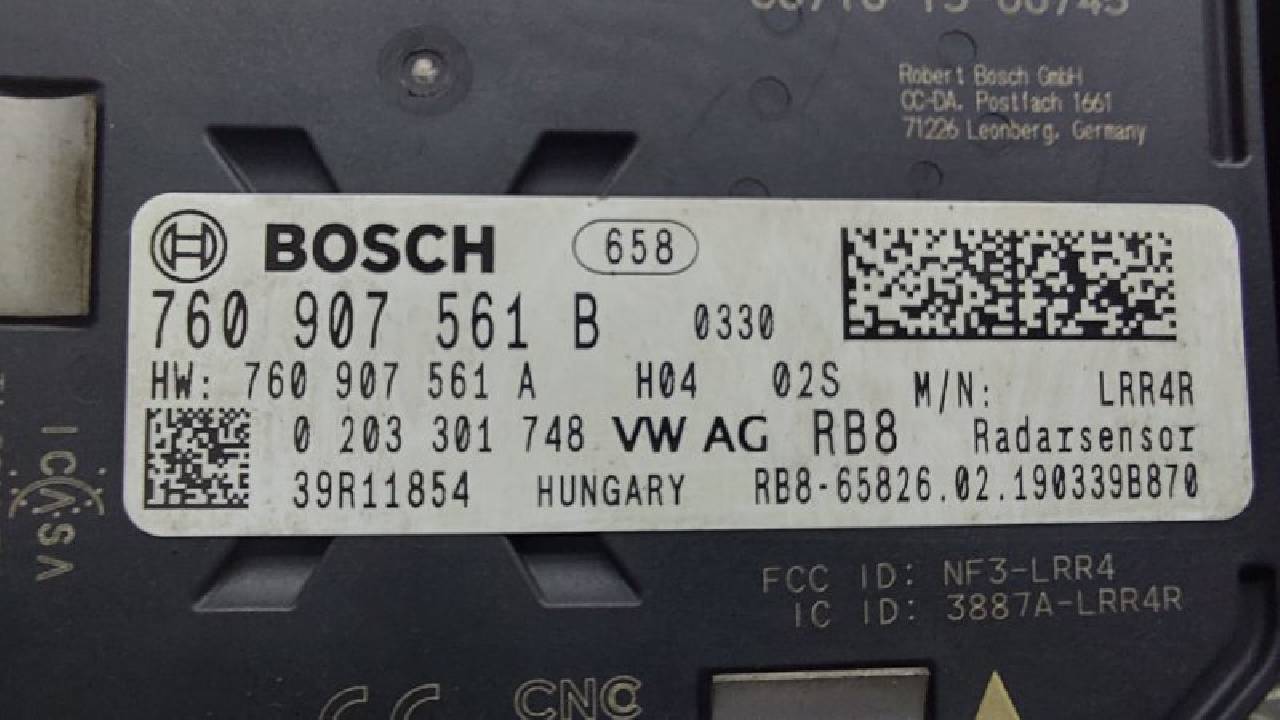 Robert Bosch GmbH
CC-DA, Postfach 1661
71226 Leonberg, Germany
BOSCH 658
760 907 561 B 0330
HW: 760 907 561 A H04 02S M/N: LRR4R
0 203 301 748 VW AG RB8 Radarsensor
39R11854 HUNGARY RB8-65826.02.190339B870
ICASA
FCC ID: NF3-LRR4
IC ID: 3887A-LRR4R
CNC